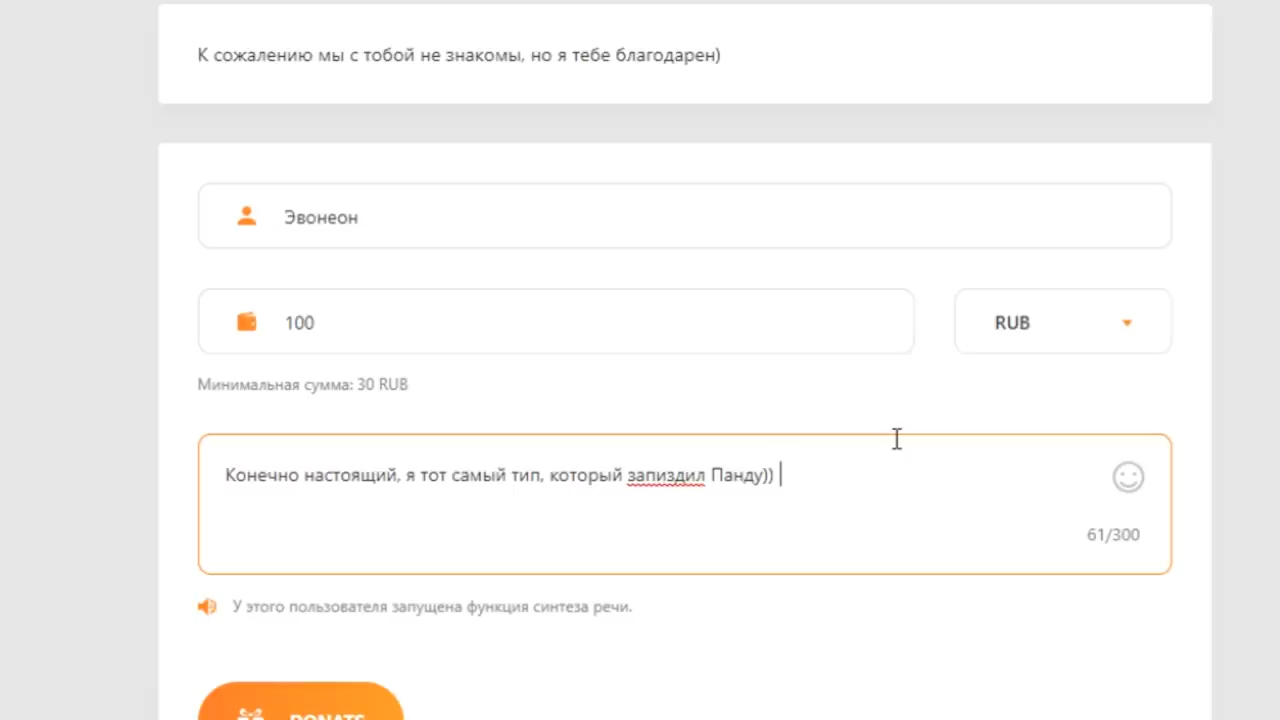 К сожалению мы с тобой не знакомы, но я тебе благодарен)
Эвонеон
100
RUB
Минимальная сумма: 30 RUB
Конечно настоящий, я тот самый тип, который запиздил Панду))
61/300
У этого пользователя запущена функция синтеза речи.
DONATE